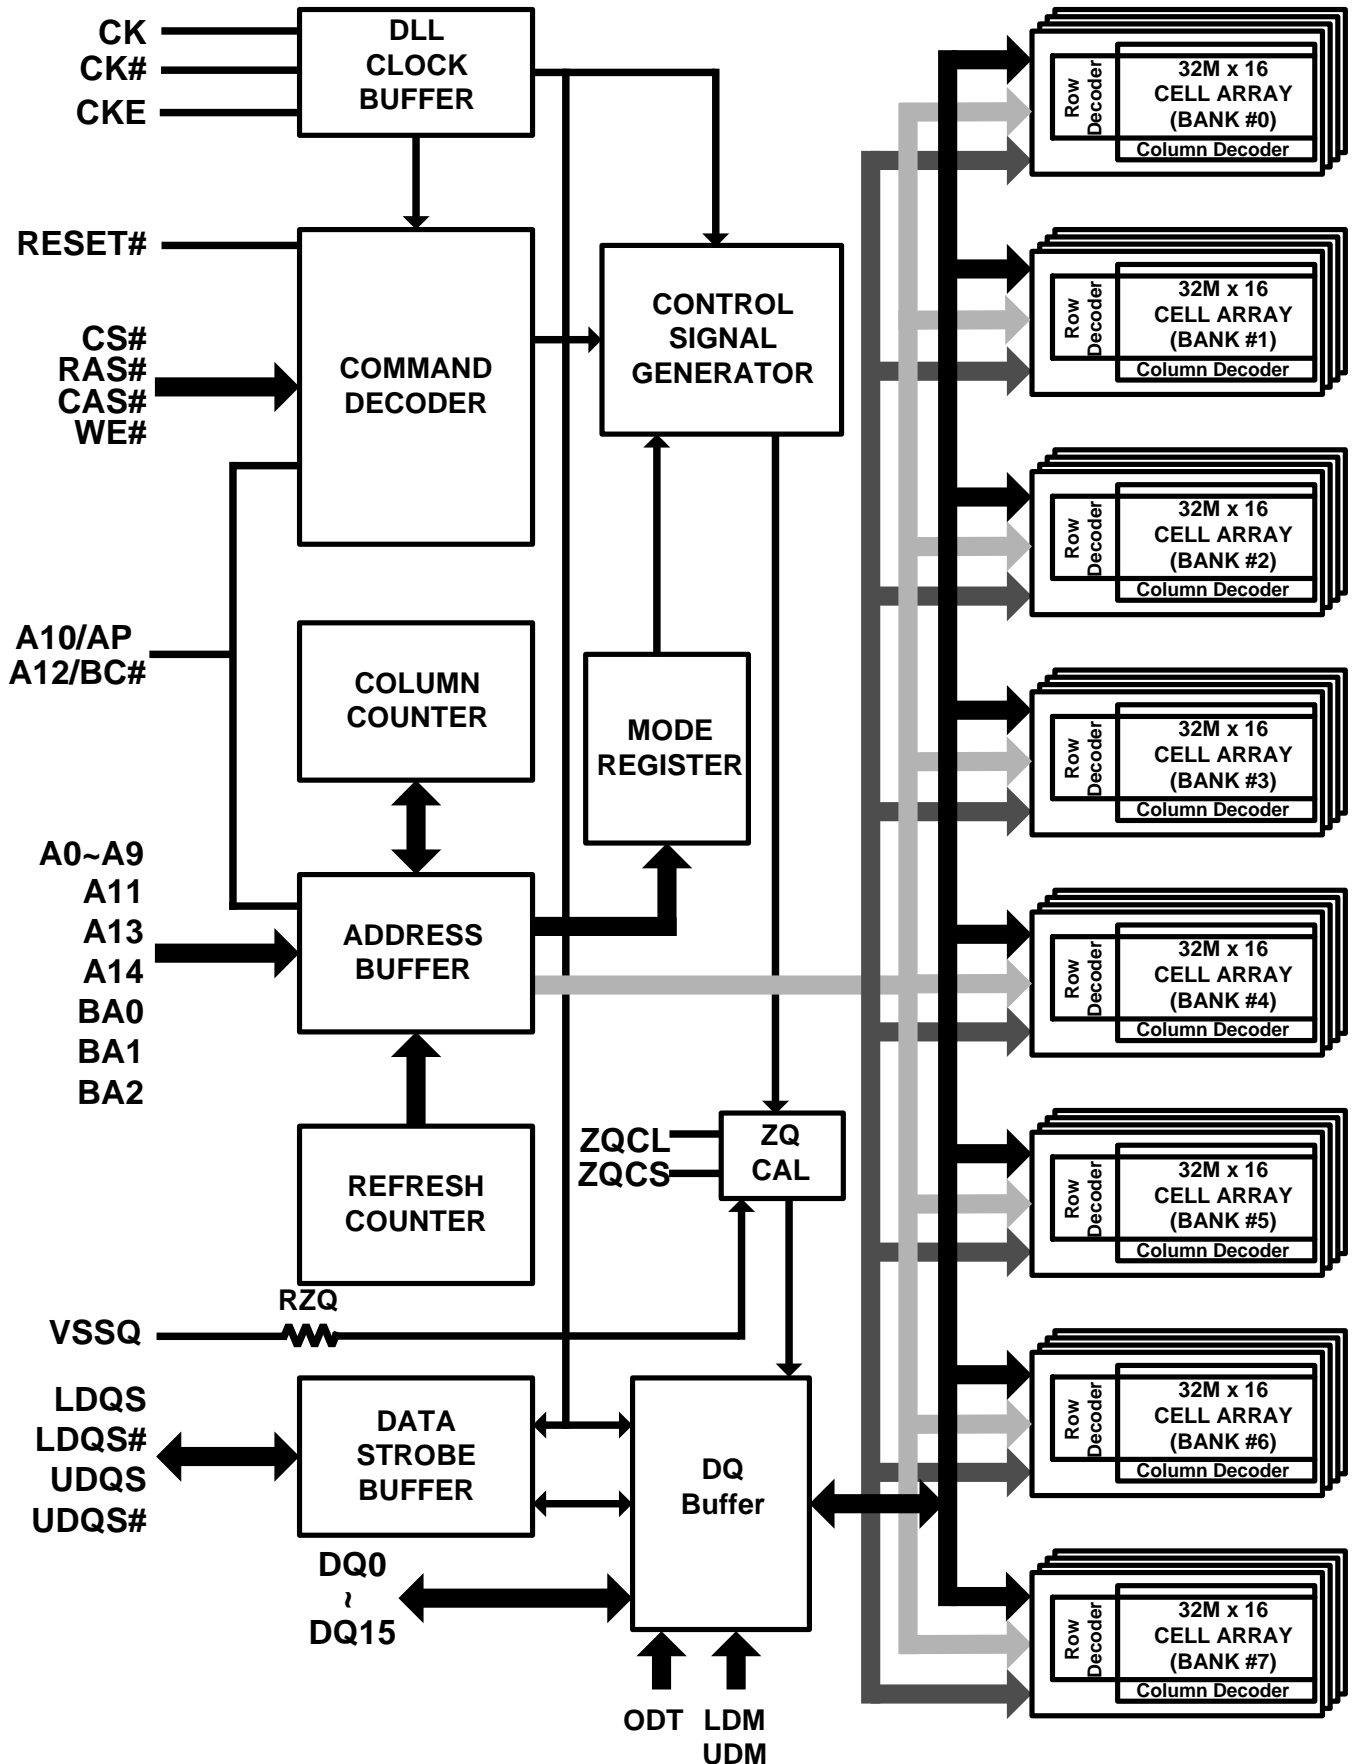 CK
CK#
CKE
DLL
CLOCK
BUFFER
RESET#
CS#
RAS#
CAS#
WE#
COMMAND
DECODER
CONTROL
SIGNAL
GENERATOR
A10/AP
A12/BC#
COLUMN
COUNTER
MODE
REGISTER
A0~A9
A11
A13
A14
BA0
BA1
BA2
ADDRESS
BUFFER
REFRESH
COUNTER
ZQCL
ZQCS
ZQ
CAL
RZQ
VSSQ
LDQS
LDQS#
UDQS
UDQS#
DATA
STROBE
BUFFER
DQ
Buffer
DQ0
~
DQ15
ODT
LDM
UDM
Row
Decoder
32M x 16
CELL ARRAY
(BANK #0)
Column Decoder
Row
Decoder
32M x 16
CELL ARRAY
(BANK #1)
Column Decoder
Row
Decoder
32M x 16
CELL ARRAY
(BANK #2)
Column Decoder
Row
Decoder
32M x 16
CELL ARRAY
(BANK #3)
Column Decoder
Row
Decoder
32M x 16
CELL ARRAY
(BANK #4)
Column Decoder
Row
Decoder
32M x 16
CELL ARRAY
(BANK #5)
Column Decoder
Row
Decoder
32M x 16
CELL ARRAY
(BANK #6)
Column Decoder
Row
Decoder
32M x 16
CELL ARRAY
(BANK #7)
Column Decoder